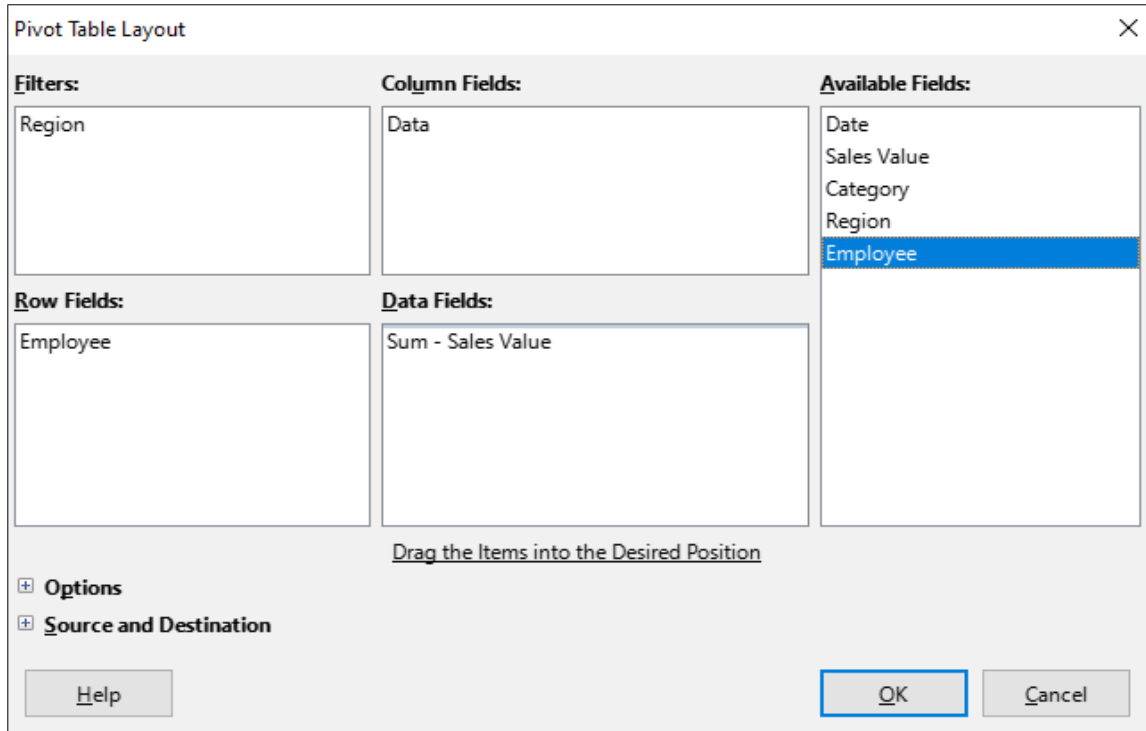 Pivot Table Layout
Filters:
Region
Column Fields:
Data
Available Fields:
Date
Sales Value
Category
Region
Employee
Row Fields:
Employee
Data Fields:
Sum - Sales Value
Drag the Items into the Desired Position
Options
Source and Destination
Help
OK
Cancel